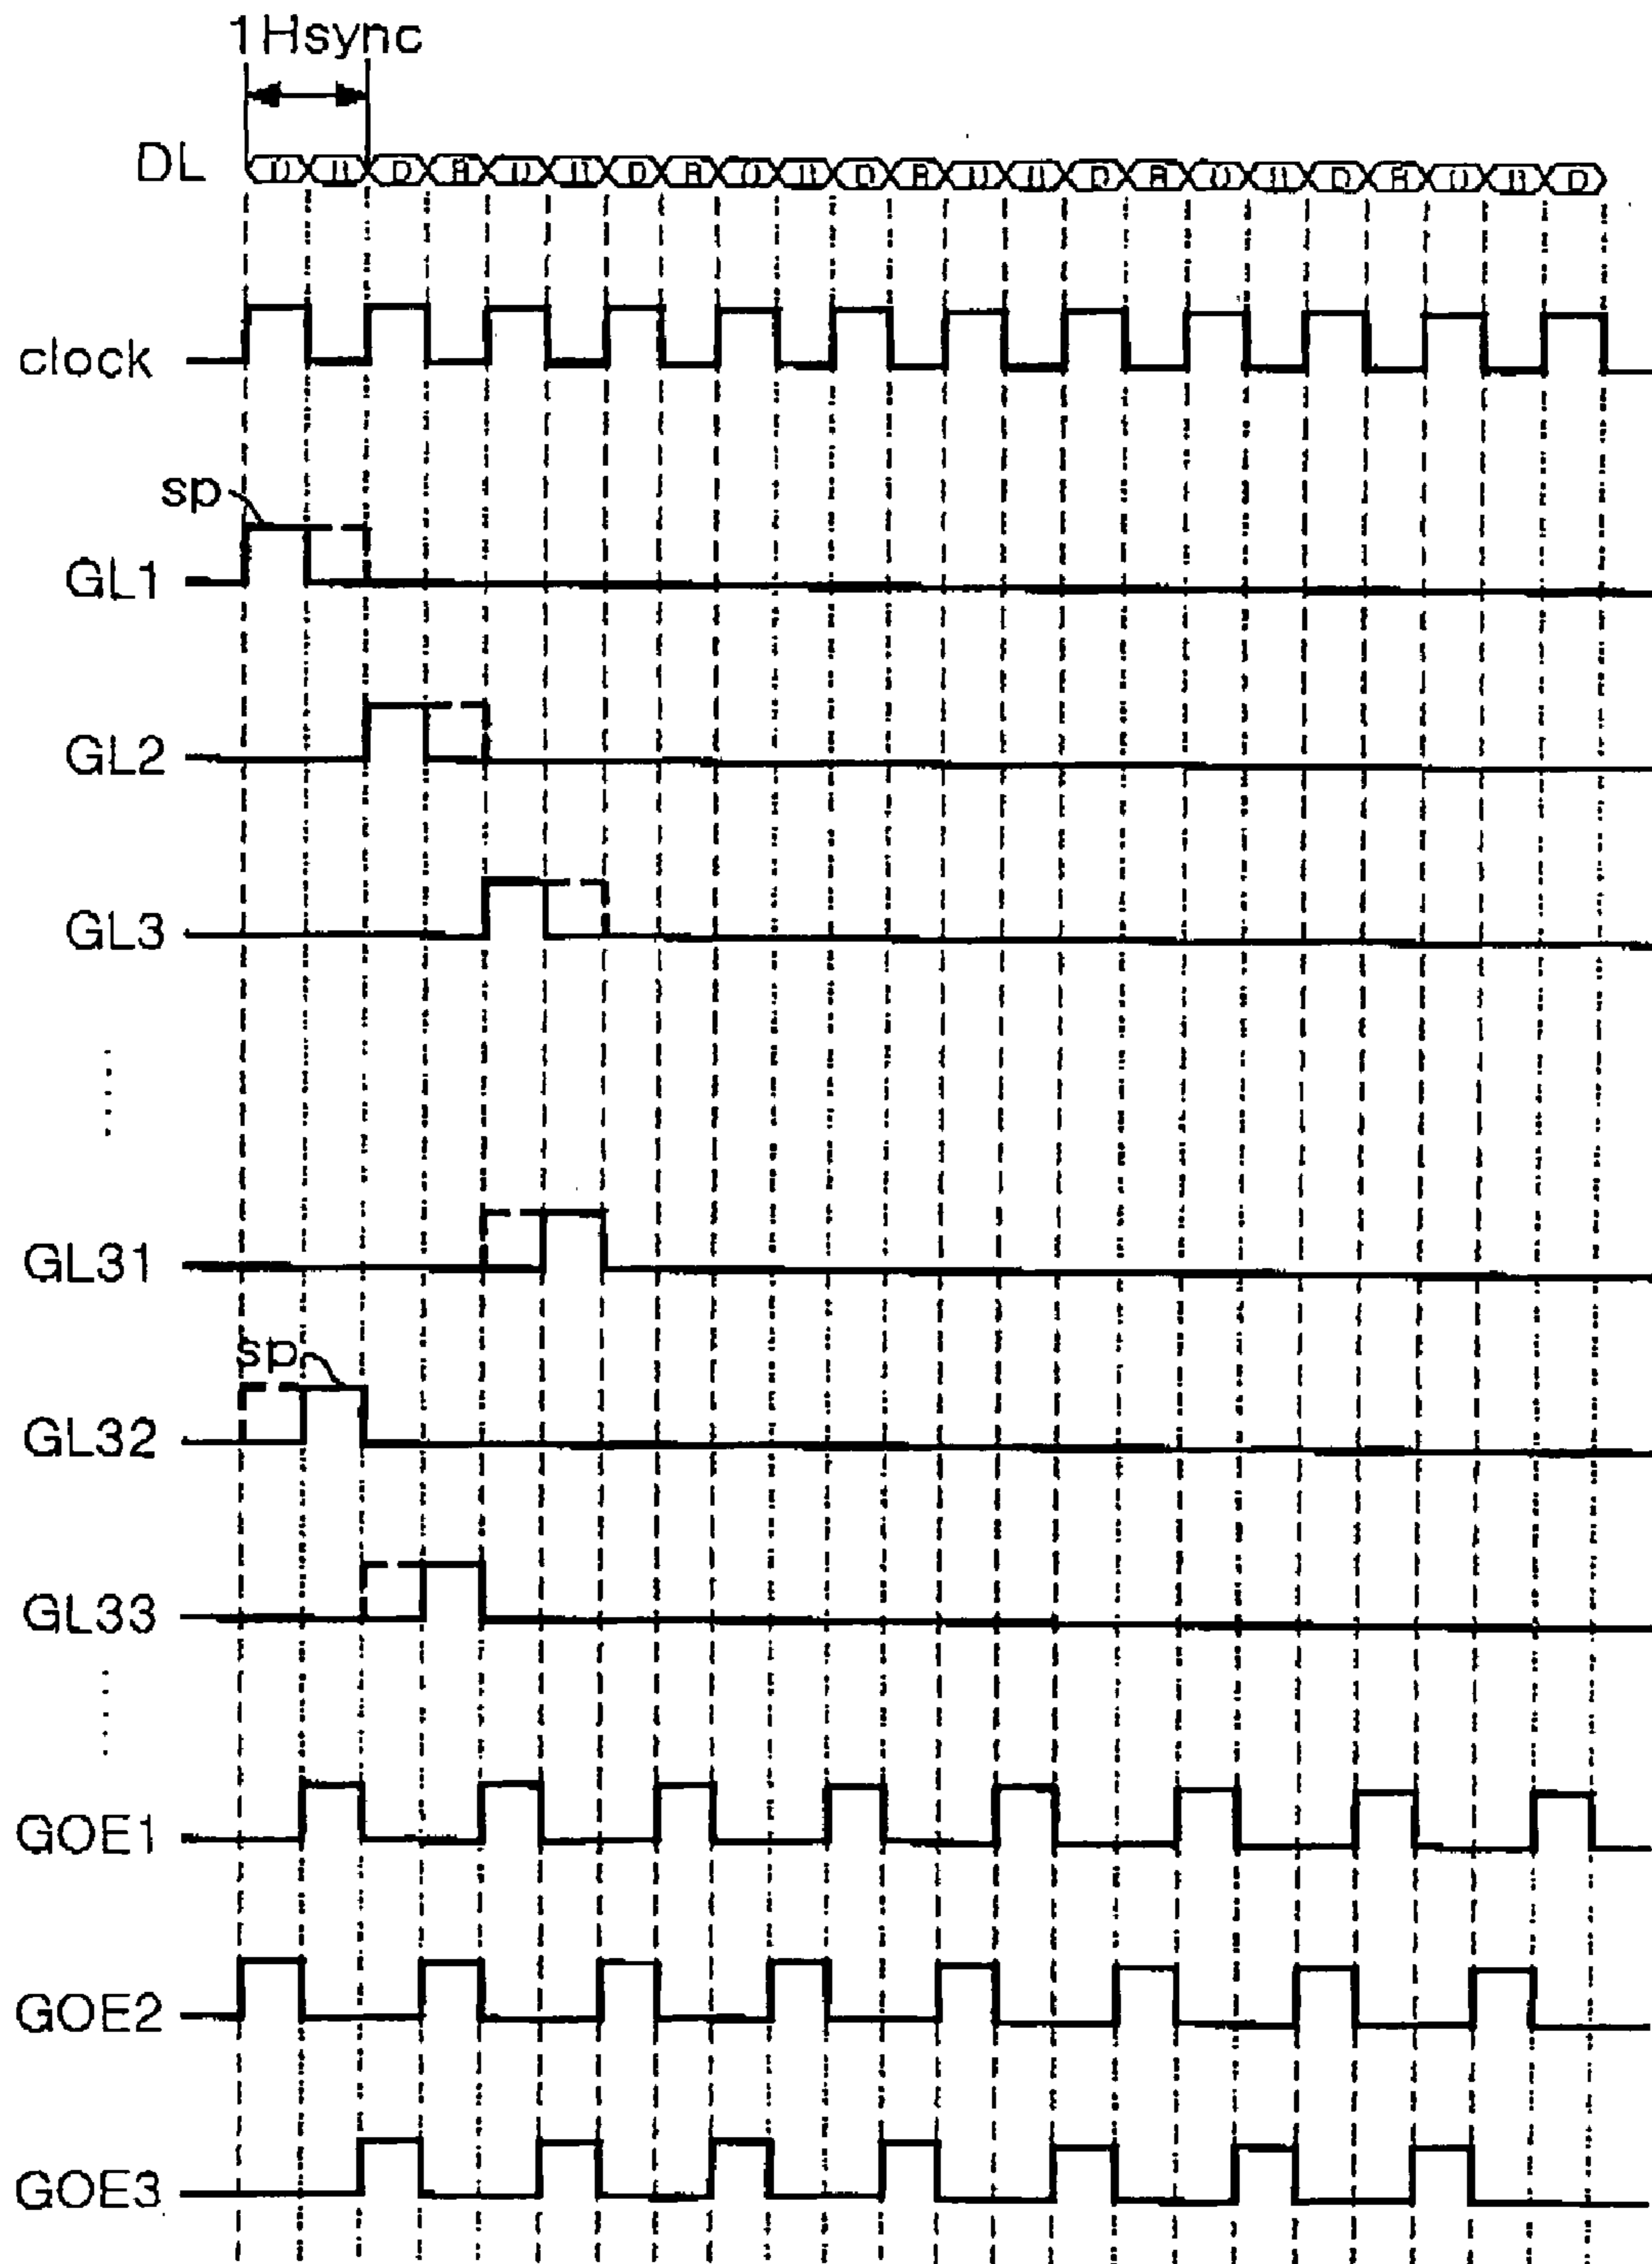 1Hsync
DL D R D R D R D R D R D R D R D R D R D R D R D
clock
sp
GL1
GL2
GL3
GL31
sp
GL32
GL33
GOE1
GOE2
GOE3